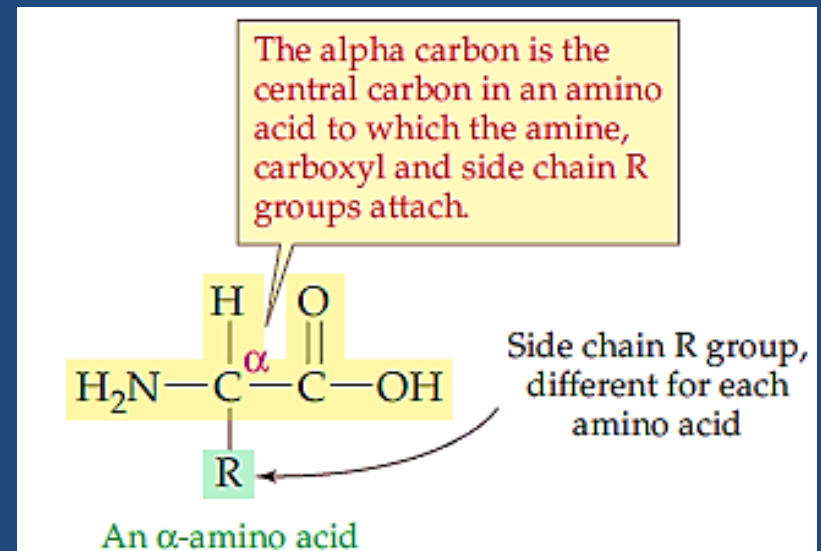 The alpha carbon is the
central carbon in an amino
acid to which the amine,
carboxyl and side chain R
groups attach.
H O
α
H₂N—C—C—OH
R
Side chain R group,
different for each
amino acid
An α-amino acid